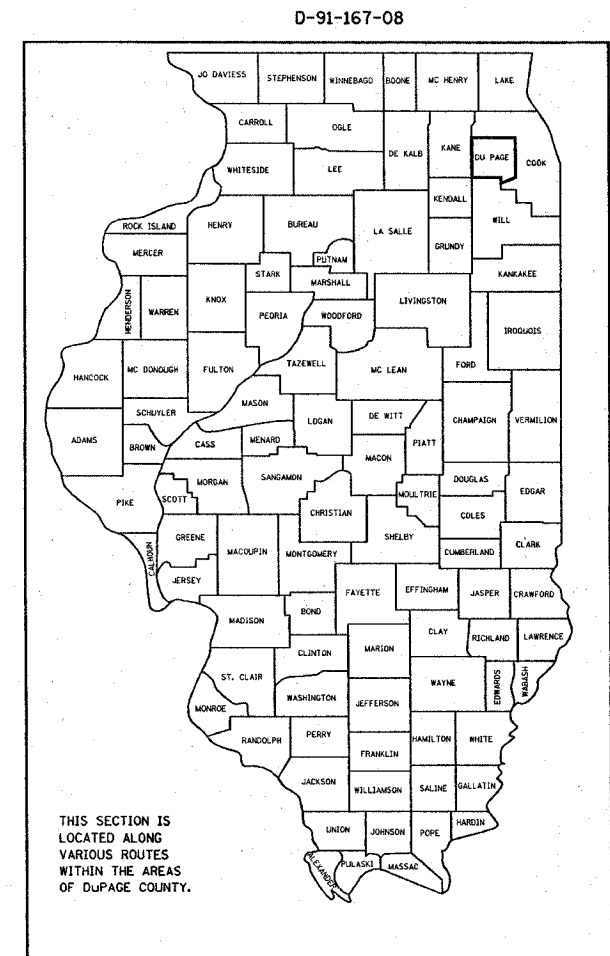 D-91-167-08
JO DAVIESS
STEPHENSON
WINNEBAGO
BOONE
MC HENRY
LAKE
CARROLL
OGLE
DE KALB
KANE
DU PAGE
COOK
WHITESIDE
LEE
KENDALL
WILL
ROCK ISLAND
HENRY
BUREAU
LA SALLE
GRUNDY
MERCER
PUTNAM
KANKAKEE
STARK
MARSHALL
HENDERSON
WARREN
KNOX
PEORIA
WOODFORD
LIVINGSTON
IROQUOIS
HANCOCK
MC DONOUGH
FULTON
TAZEWELL
MC LEAN
FORD
MASON
SCHUYLER
LOGAN
DE WITT
CHAMPAIGN
VERMILION
ADAMS
BROWN
CASS
MENARD
PIATT
MACON
PIKE
SCOTT
MORGAN
SANGAMON
DOUGLAS
EDGAR
MOULTRIE
CHRISTIAN
COLES
GREENE
MACOUPIN
MONTGOMERY
SHELBY
CUMBERLAND
CLARK
CALHOUN
JERSEY
FAYETTE
EFFINGHAM
JASPER
CRAWFORD
MADISON
BOND
CLAY
RICHLAND
LAWRENCE
CLINTON
MARION
ST. CLAIR
WAYNE
EDWARDS
WABASH
WASHINGTON
JEFFERSON
MONROE
RANDOLPH
PERRY
HAMILTON
WHITE
FRANKLIN
JACKSON
WILLIAMSON
SALINE
GALLATIN
HARDIN
UNION
JOHNSON
POPE
ALEXANDER
PULASKI
MASSAC
THIS SECTION IS
LOCATED ALONG
VARIOUS ROUTES
WITHIN THE AREAS
OF DuPAGE COUNTY.